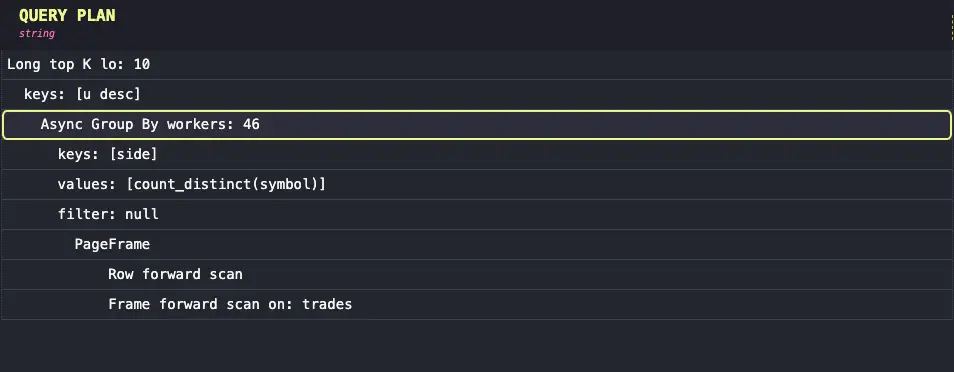 QUERY PLAN
string
Long top K lo: 10
keys: [u desc]
Async Group By workers: 46
keys: [side]
values: [count_distinct(symbol)]
filter: null
PageFrame
Row forward scan
Frame forward scan on: trades